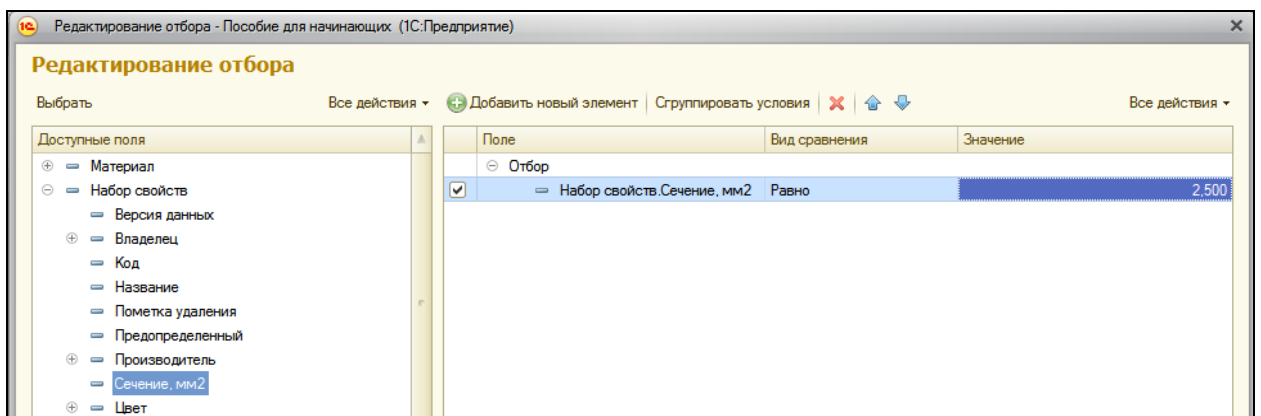 Редактирование отбора - Пособие для начинающих (1С:Предприятие)
Редактирование отбора
Выбрать Все действия Добавить новый элемент Сгруппировать условия Все действия
Доступные поля Поле Вид сравнения Значение
Материал Отбор
Набор свойств Набор свойств.Сечение, мм2 Равно 2,500
Версия данных
Владелец
Код
Название
Пометка удаления
Предопределенный
Производитель
Сечение, мм2
Цвет